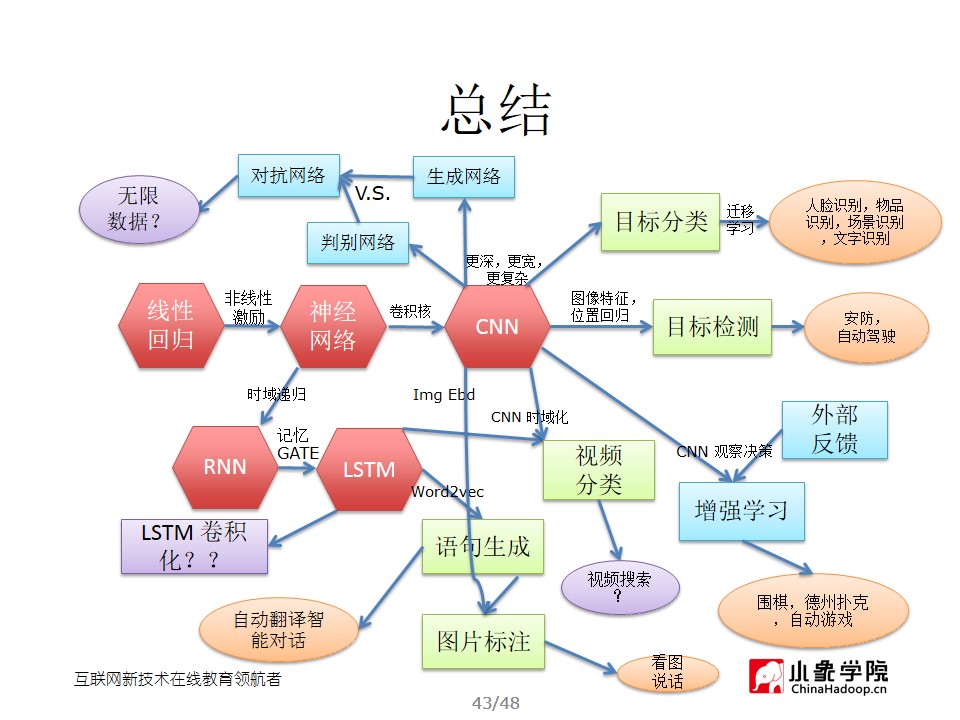 总结
对抗网络
生成网络
V.S.
无限
数据？
判别网络
目标分类
迁移
学习
人脸识别，物品
识别，场景识别
，文字识别
更深，更宽，
更复杂
线性
回归
非线性
激励
神经
网络
卷积核
CNN
图像特征，
位置回归
目标检测
安防，
自动驾驶
时域递归
Img Ebd
CNN 时域化
外部
反馈
RNN
记忆
GATE
LSTM
CNN 观察决策
视频
分类
Word2vec
增强学习
LSTM 卷积
化？？
语句生成
视频搜索
？
自动翻译智
能对话
图片标注
围棋，德州扑克
，自动游戏
看图
说话
互联网新技术在线教育领航者
小象学院
ChinaHadoop.cn
43/48